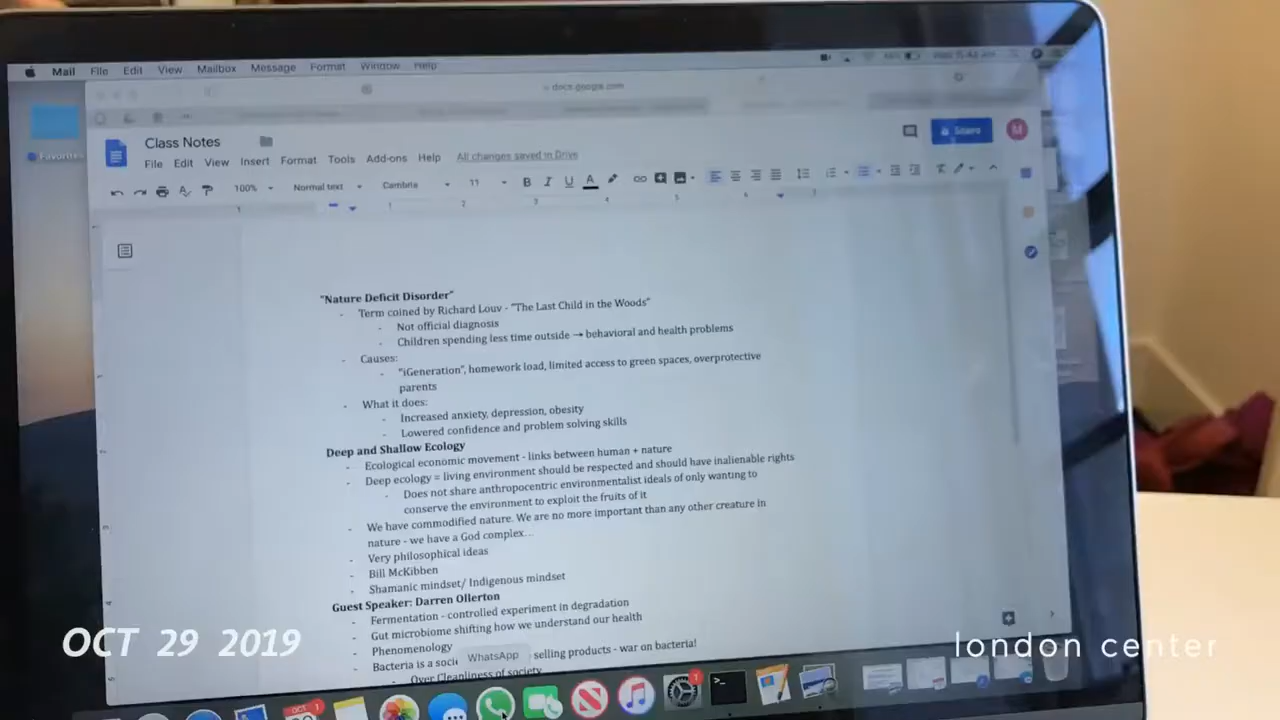 Mail File Edit View Mailbox Message Format Window Help
docs.google.com
Favorites
Class Notes
Share
M
File Edit View Insert Format Tools Add-ons Help All changes saved in Drive
100% Normal text Cambria 11 B I U A
"Nature Deficit Disorder"
- Term coined by Richard Louv - "The Last Child in the Woods"
- Not official diagnosis
- Children spending less time outside → behavioral and health problems
- Causes:
- "iGeneration", homework load, limited access to green spaces, overprotective
parents
- What it does:
- Increased anxiety, depression, obesity
- Lowered confidence and problem solving skills
Deep and Shallow Ecology
- Ecological economic movement - links between human + nature
- Deep ecology = living environment should be respected and should have inalienable rights
- Does not share anthropocentric environmentalist ideals of only wanting to
conserve the environment to exploit the fruits of it
- We have commodified nature. We are no more important than any other creature in
nature - we have a God complex...
- Very philosophical ideas
- Bill McKibben
- Shamanic mindset/ Indigenous mindset
Guest Speaker: Darren Ollerton
- Fermentation - controlled experiment in degradation
- Gut microbiome shifting how we understand our health
- Phenomenology
- Bacteria is a soci selling products - war on bacteria!
WhatsApp
- Over Cleanliness of society
OCT 29 2019
london center
OCT 1